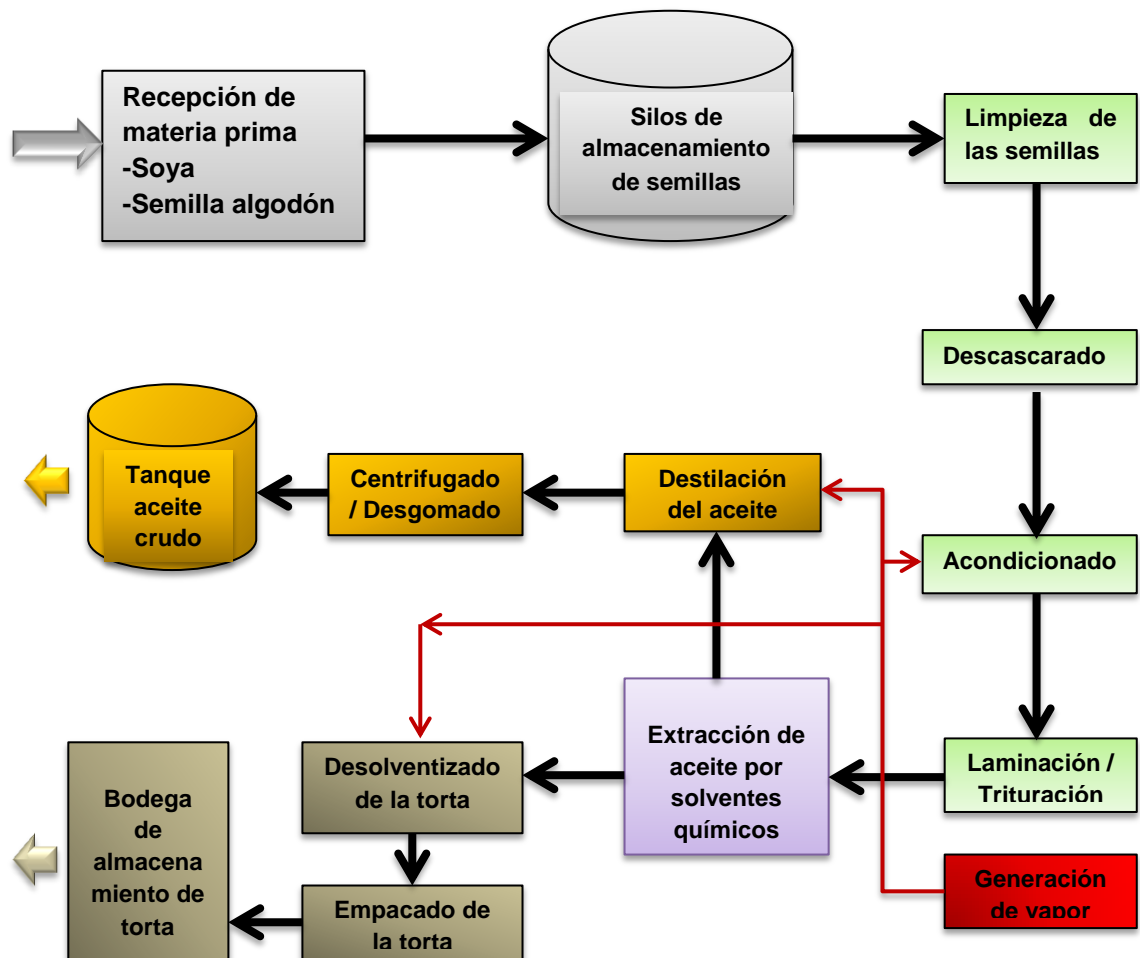 Recepción de
materia prima
-Soya
-Semilla algodón
Silos de
almacenamiento
de semillas
Limpieza de
las semillas
Descascarado
Tanque
aceite
crudo
Centrifugado
/ Desgomado
Destilación
del aceite
Acondicionado
Bodega
de
almacena
miento de
torta
Desolventizado
de la torta
Extracción de
aceite por
solventes
químicos
Laminación /
Trituración
Empacado de
la torta
Generación
de vapor